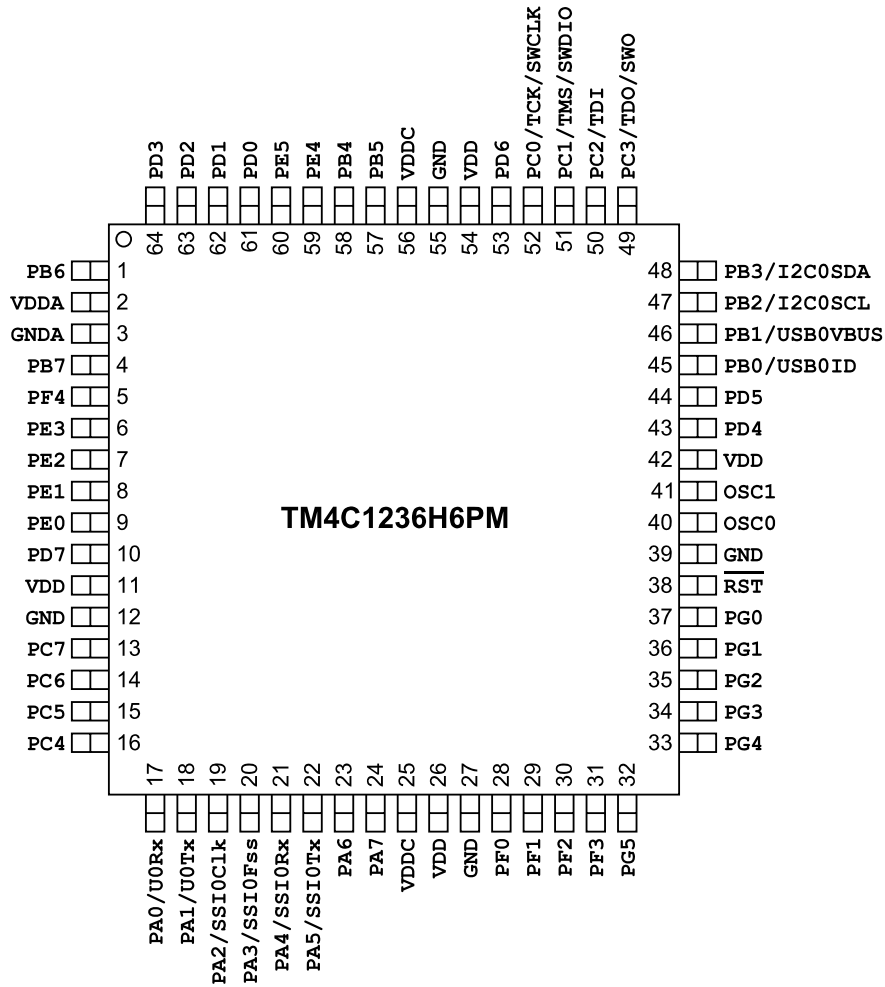 PD3
PD2
PD1
PD0
PE5
PE4
PB4
PB5
VDDC
GND
VDD
PD6
PC0/TCK/SWCLK
PC1/TMS/SWDIO
PC2/TDI
PC3/TDO/SWO
64
63
62
61
60
59
58
57
56
55
54
53
52
51
50
49
PB6 1
VDDA 2
GNDA 3
PB7 4
PF4 5
PE3 6
PE2 7
PE1 8
PE0 9
PD7 10
VDD 11
GND 12
PC7 13
PC6 14
PC5 15
PC4 16
TM4C1236H6PM
48 PB3/I2C0SDA
47 PB2/I2C0SCL
46 PB1/USB0VBUS
45 PB0/USB0ID
44 PD5
43 PD4
42 VDD
41 OSC1
40 OSC0
39 GND
38 RST
37 PG0
36 PG1
35 PG2
34 PG3
33 PG4
17
18
19
20
21
22
23
24
25
26
27
28
29
30
31
32
PA0/U0Rx
PA1/U0Tx
PA2/SSI0Clk
PA3/SSI0Fss
PA4/SSI0Rx
PA5/SSI0Tx
PA6
PA7
VDDC
VDD
GND
PF0
PF1
PF2
PF3
PG5